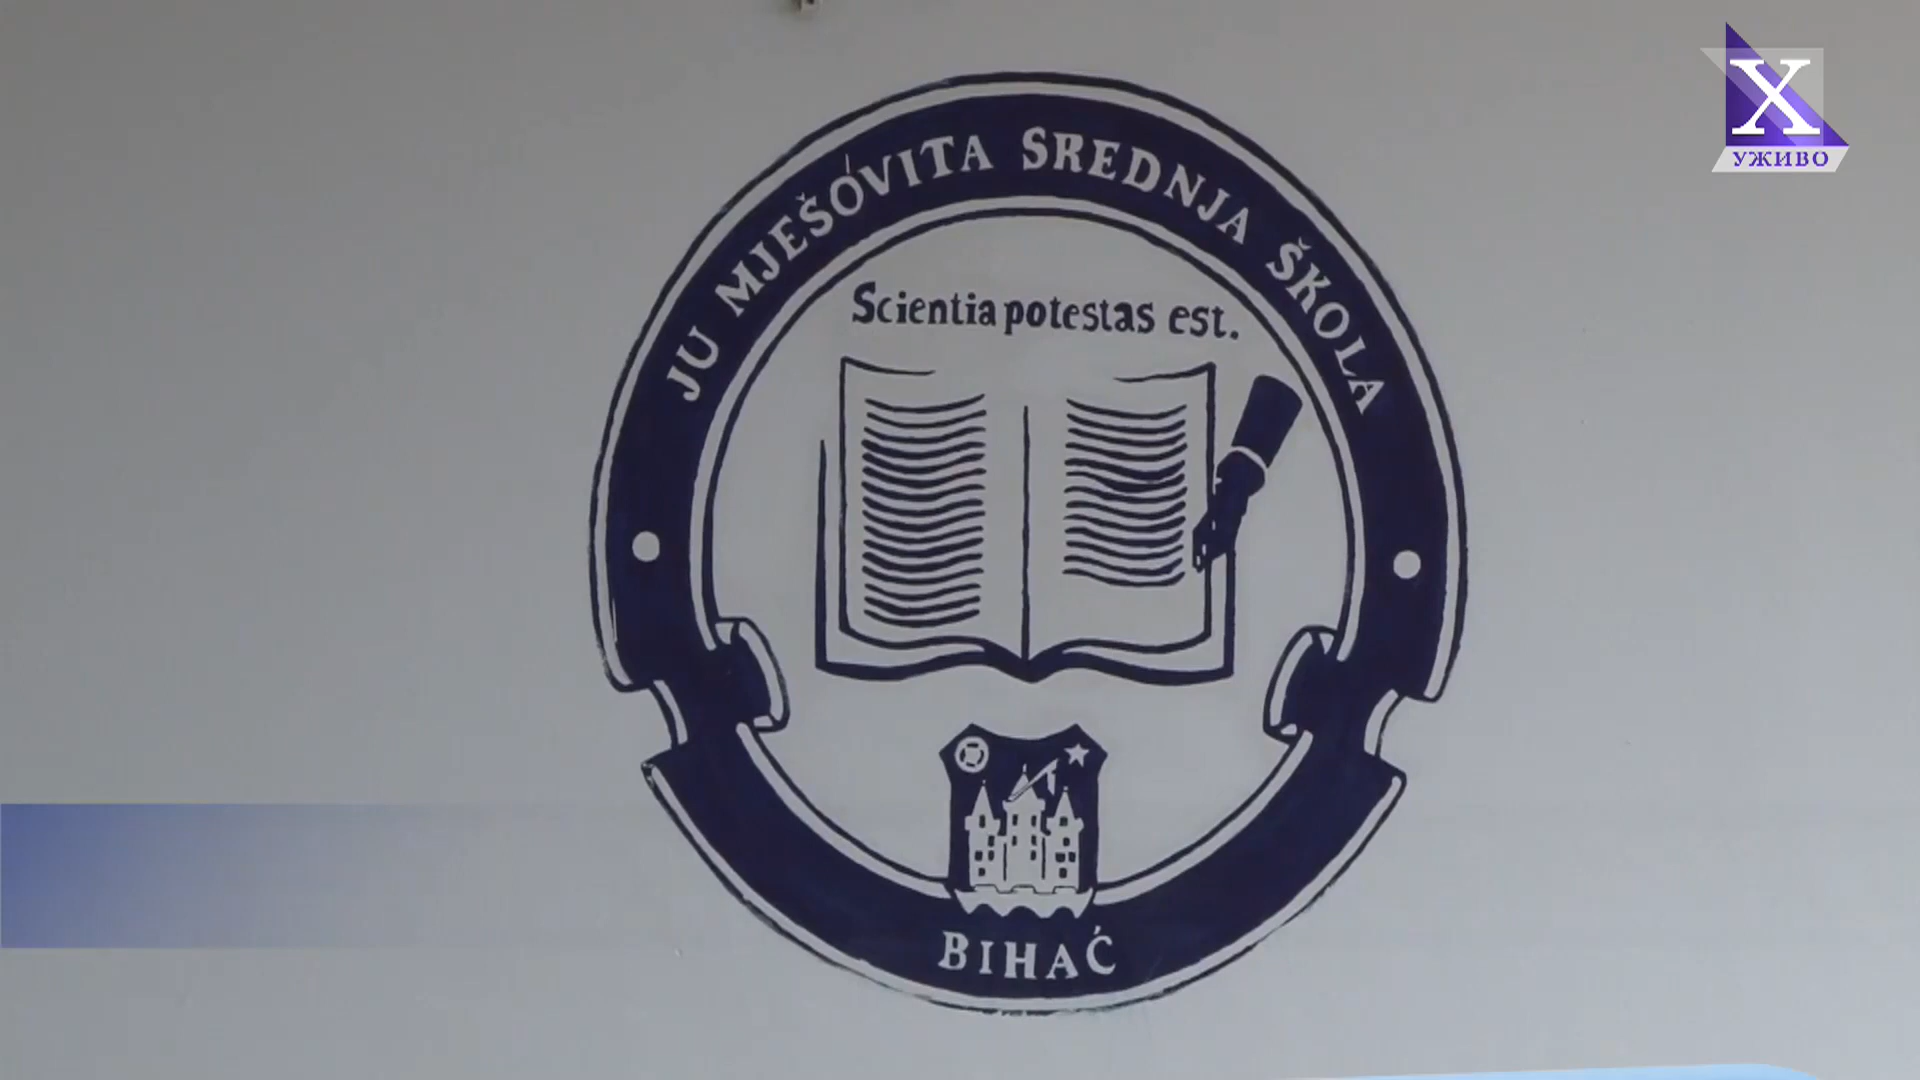 JU MJEŠOVITA SREDNJA ŠKOLA
Scientia potestas est.
BIHAĆ
X
УЖИВО